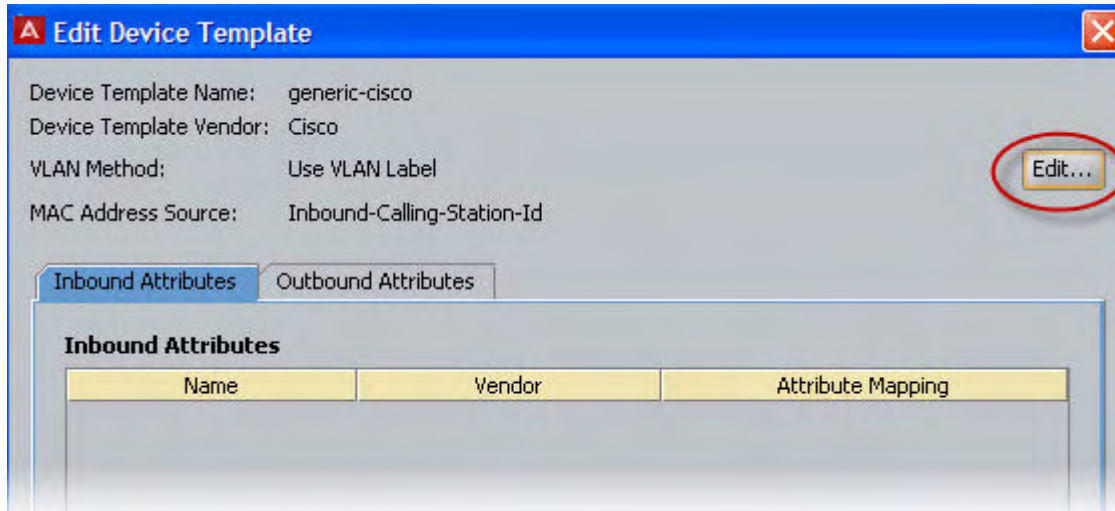 A Edit Device Template
Device Template Name: generic-cisco
Device Template Vendor: Cisco
VLAN Method: Use VLAN Label
Edit...
MAC Address Source: Inbound-Calling-Station-Id
Inbound Attributes Outbound Attributes
Inbound Attributes
Name Vendor Attribute Mapping